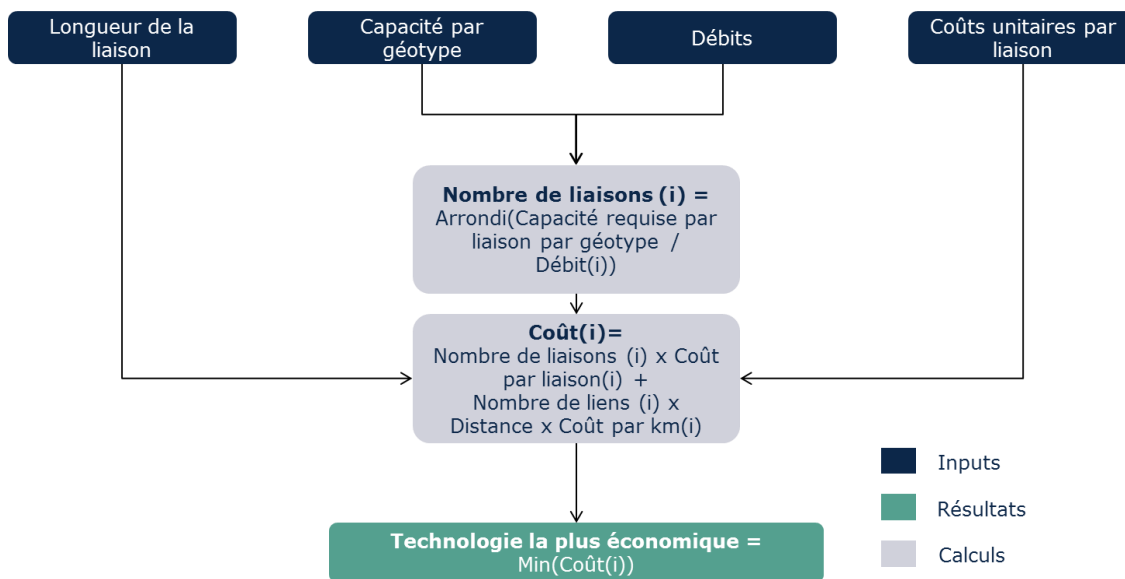 Longueur de la
liaison
Capacité par
géotype
Débits
Coûts unitaires par
liaison
Nombre de liaisons (i) =
Arrondi(Capacité requise par
liaison par géotype /
Débit(i))
Coût(i)=
Nombre de liaisons (i) x Coût
par liaison(i) +
Nombre de liens (i) x
Distance x Coût par km(i)
Technologie la plus économique =
Min(Coût(i))
Inputs
Résultats
Calculs